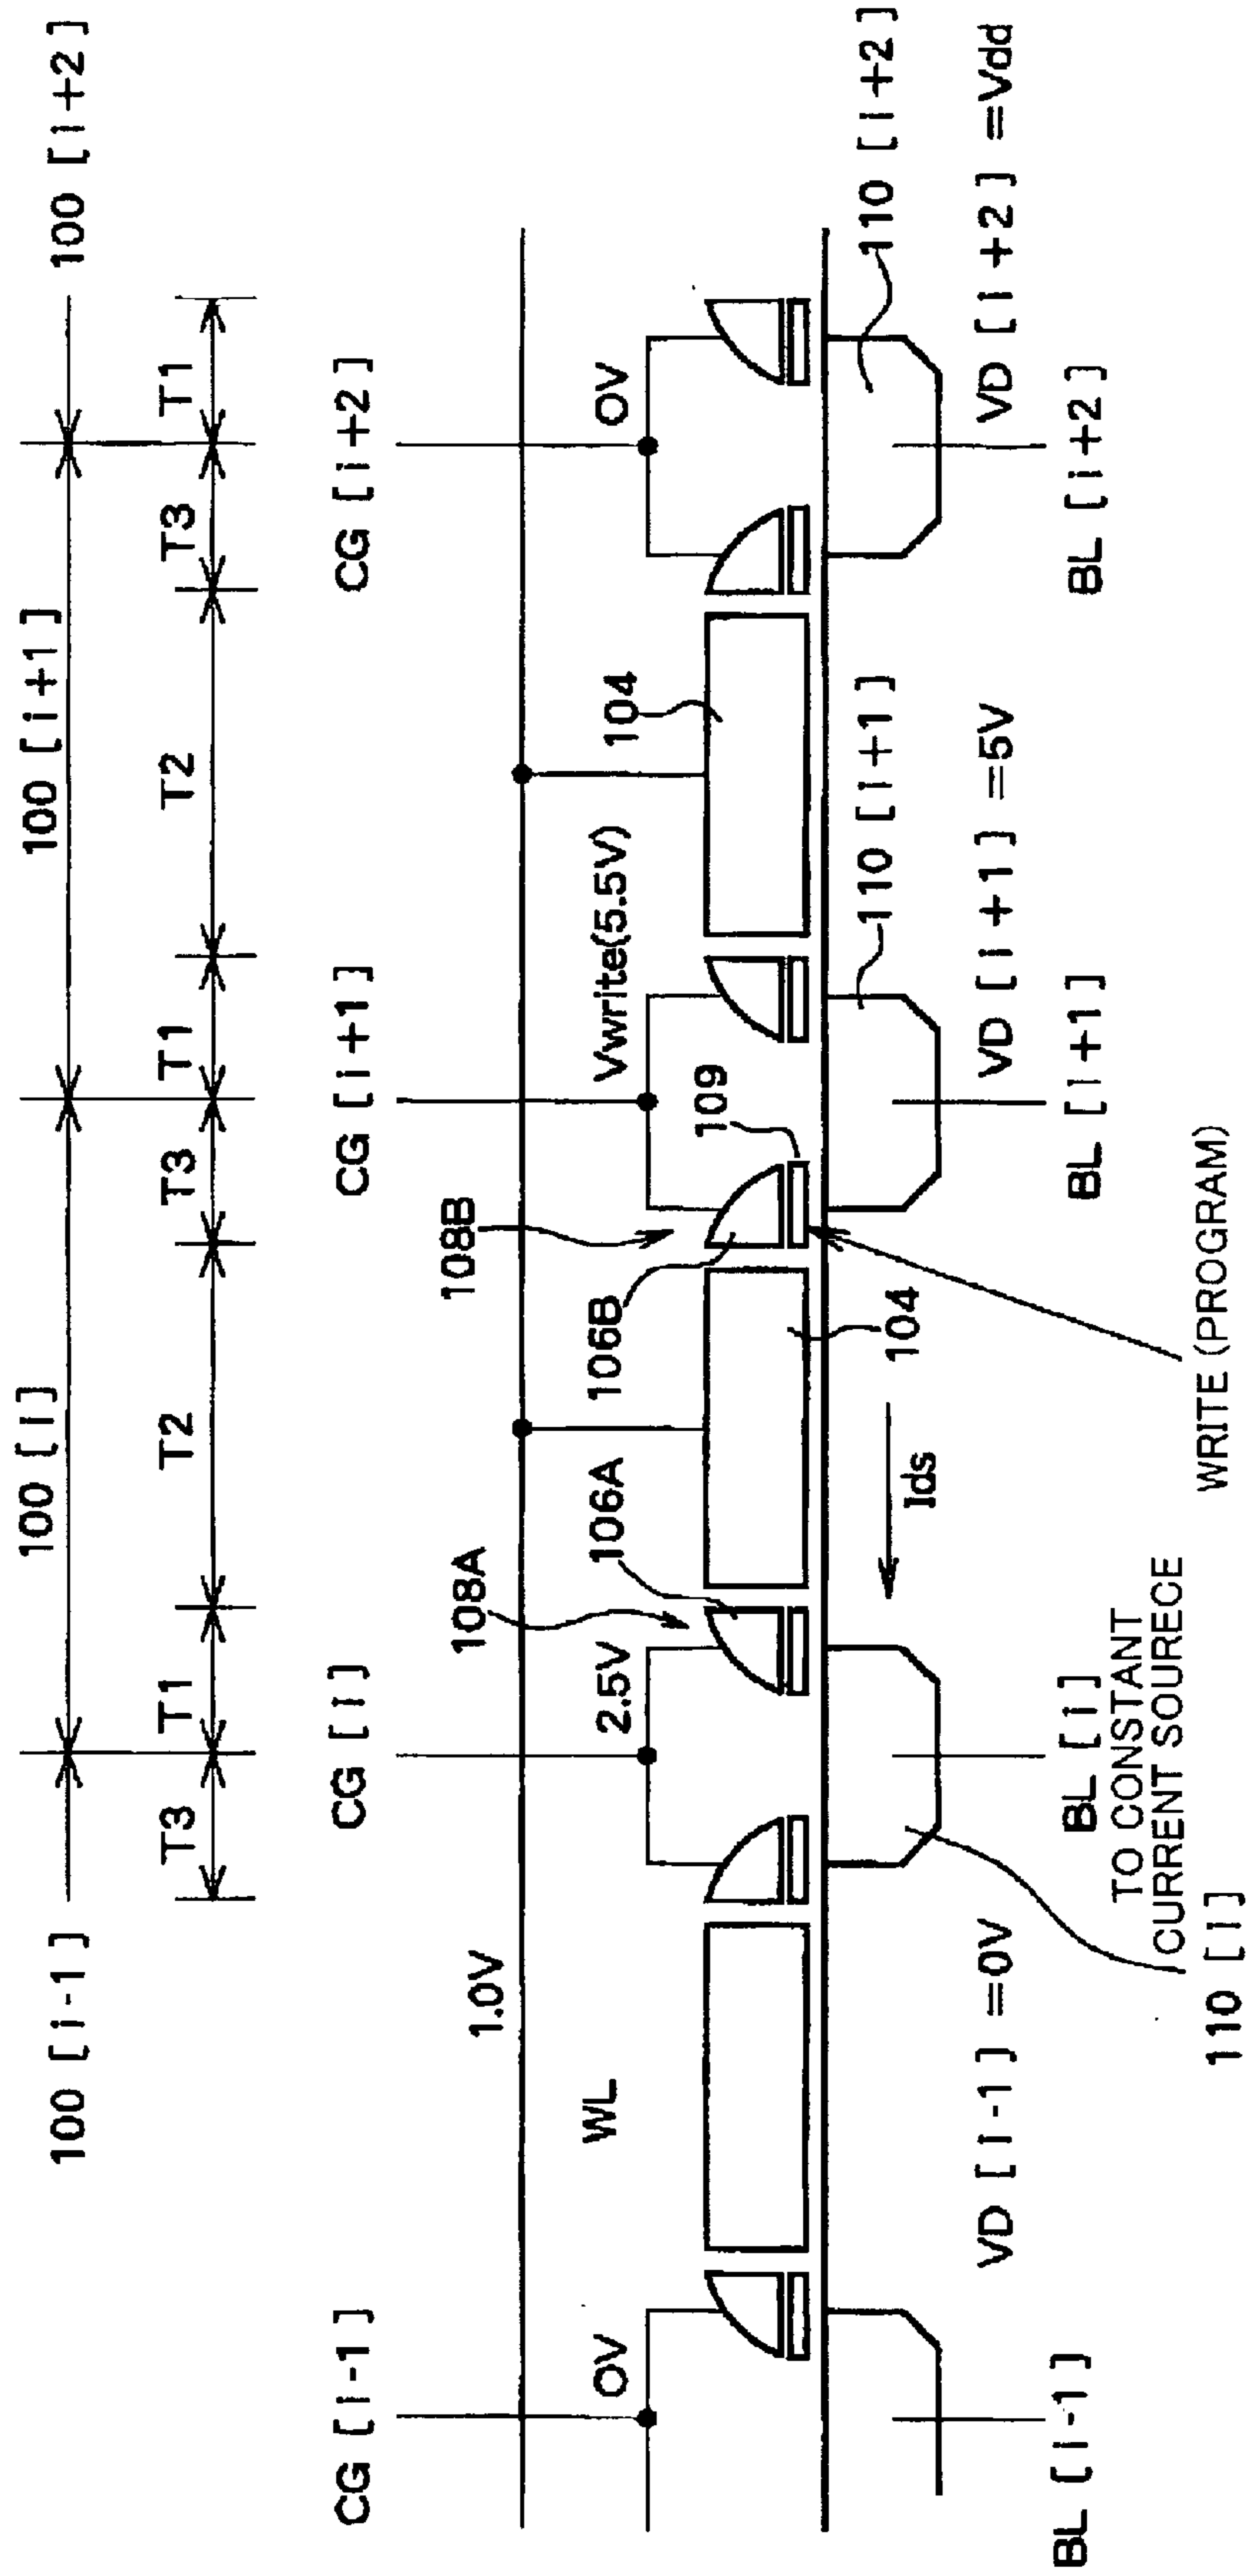 100 [i-1]
100 [i]
100 [i+1]
100 [i+2]
T3
T1
T2
T3
T1
T2
T3
T1
CG [i-1]
CG [i]
CG [i+1]
CG [i+2]
1.0V
WL
108A
108B
0V
2.5V
106A
106B
Vwrite(5.5V)
104
0V
109
104
Ids
110 [i+1]
110 [i+2]
VD [i-1] =0V
VD [i+1] =5V
VD [i+2] =Vdd
BL [i-1]
BL [i]
TO CONSTANT
CURRENT SOURECE
BL [i+1]
BL [i+2]
110 [i]
WRITE (PROGRAM)